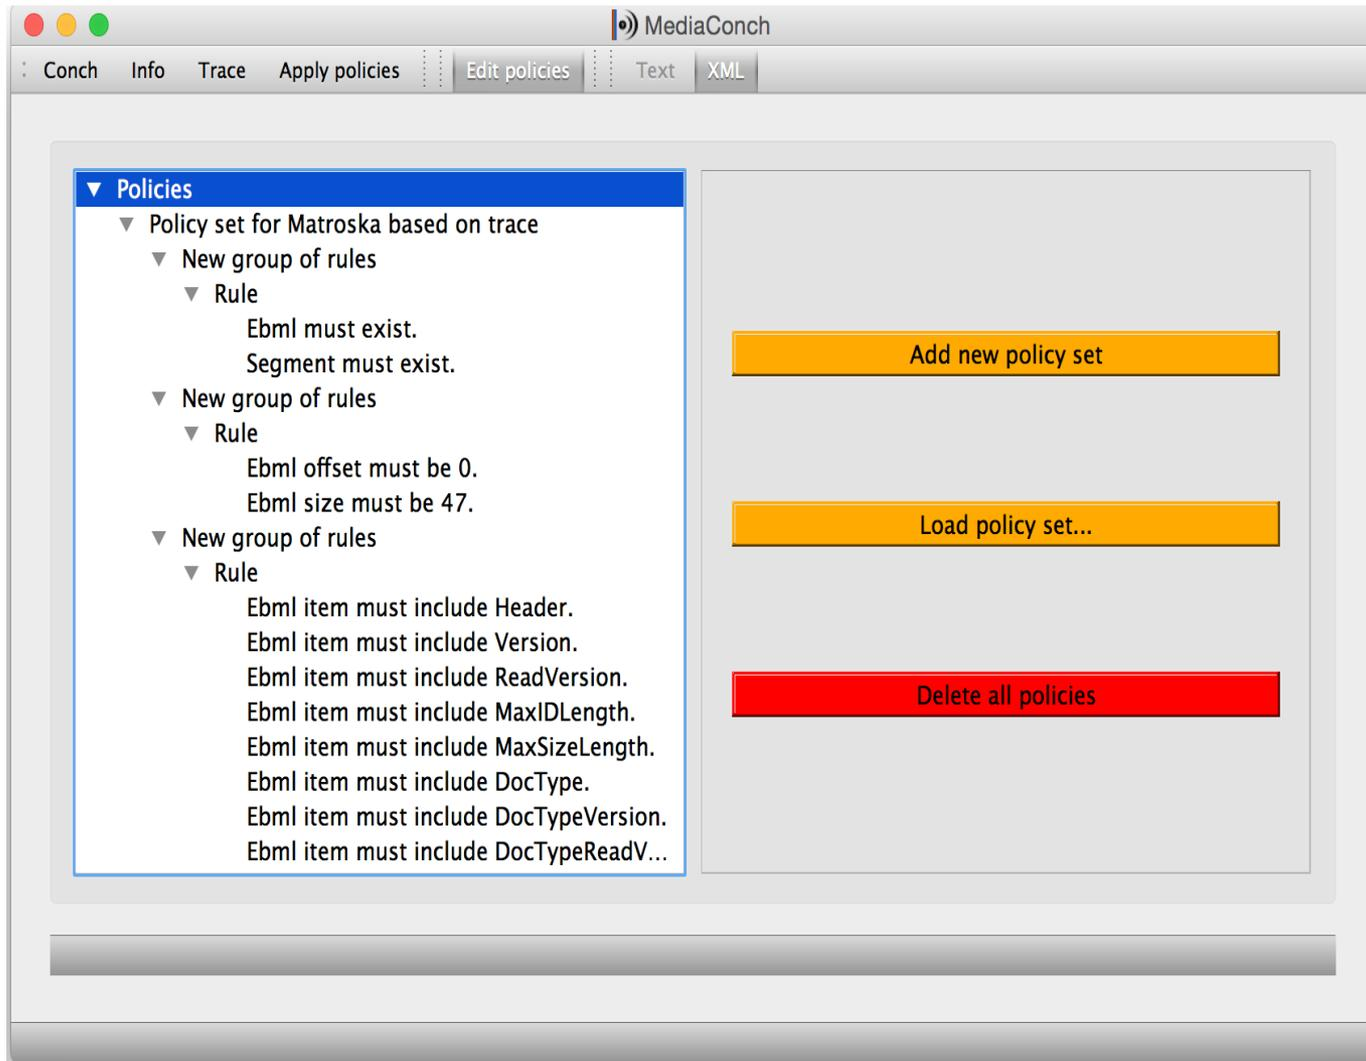 MediaConch
Conch Info Trace Apply policies Edit policies Text XML
Policies
Policy set for Matroska based on trace
New group of rules
Rule
Ebml must exist.
Segment must exist.
New group of rules
Rule
Ebml offset must be 0.
Ebml size must be 47.
New group of rules
Rule
Ebml item must include Header.
Ebml item must include Version.
Ebml item must include ReadVersion.
Ebml item must include MaxIDLength.
Ebml item must include MaxSizeLength.
Ebml item must include DocType.
Ebml item must include DocTypeVersion.
Ebml item must include DocTypeReadV...
Add new policy set
Load policy set...
Delete all policies